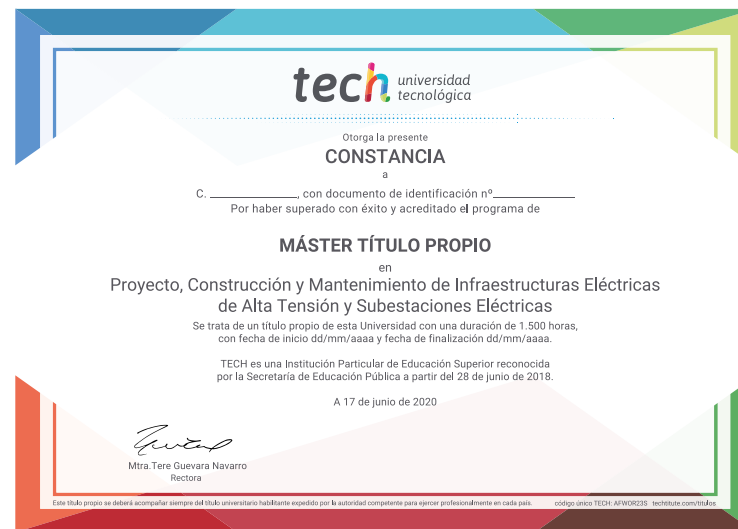 tech universidad
tecnológica
Otorga la presente
CONSTANCIA
a
C. ______________, con documento de identificación nº______________
Por haber superado con éxito y acreditado el programa de
MÁSTER TÍTULO PROPIO
en
Proyecto, Construcción y Mantenimiento de Infraestructuras Eléctricas
de Alta Tensión y Subestaciones Eléctricas
Se trata de un título propio de esta Universidad con una duración de 1.500 horas,
con fecha de inicio dd/mm/aaaa y fecha de finalización dd/mm/aaaa.
TECH es una Institución Particular de Educación Superior reconocida
por la Secretaría de Educación Pública a partir del 28 de junio de 2018.
A 17 de junio de 2020
Mtra.Tere Guevara Navarro
Rectora
Este título propio se deberá acompañar siempre del título universitario habilitante expedido por la autoridad competente para ejercer profesionalmente en cada país. código único TECH: AFWOR23S techtitute.com/titulos